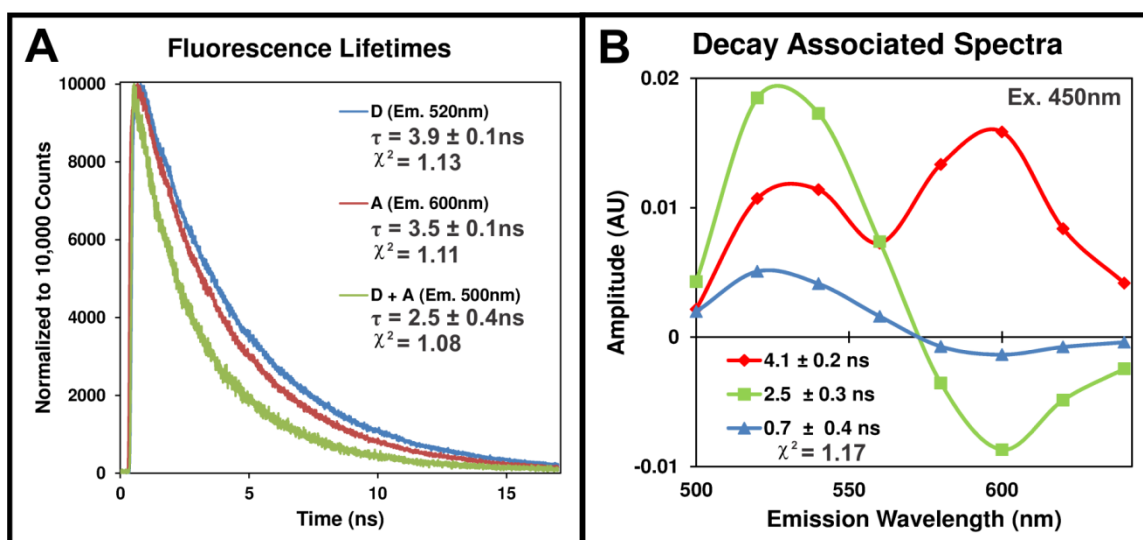 A
Fluorescence Lifetimes
Normalized to 10,000 Counts
10000
8000
6000
4000
2000
0
D (Em. 520nm)
τ = 3.9 ± 0.1ns
χ² = 1.13
A (Em. 600nm)
τ = 3.5 ± 0.1ns
χ² = 1.11
D + A (Em. 500nm)
τ = 2.5 ± 0.4ns
χ² = 1.08
0 5 10 15
Time (ns)
B
Decay Associated Spectra
Ex. 450nm
Amplitude (AU)
0.02
0.01
0
-0.01
4.1 ± 0.2 ns
2.5 ± 0.3 ns
0.7 ± 0.4 ns
χ² = 1.17
500 550 600
Emission Wavelength (nm)